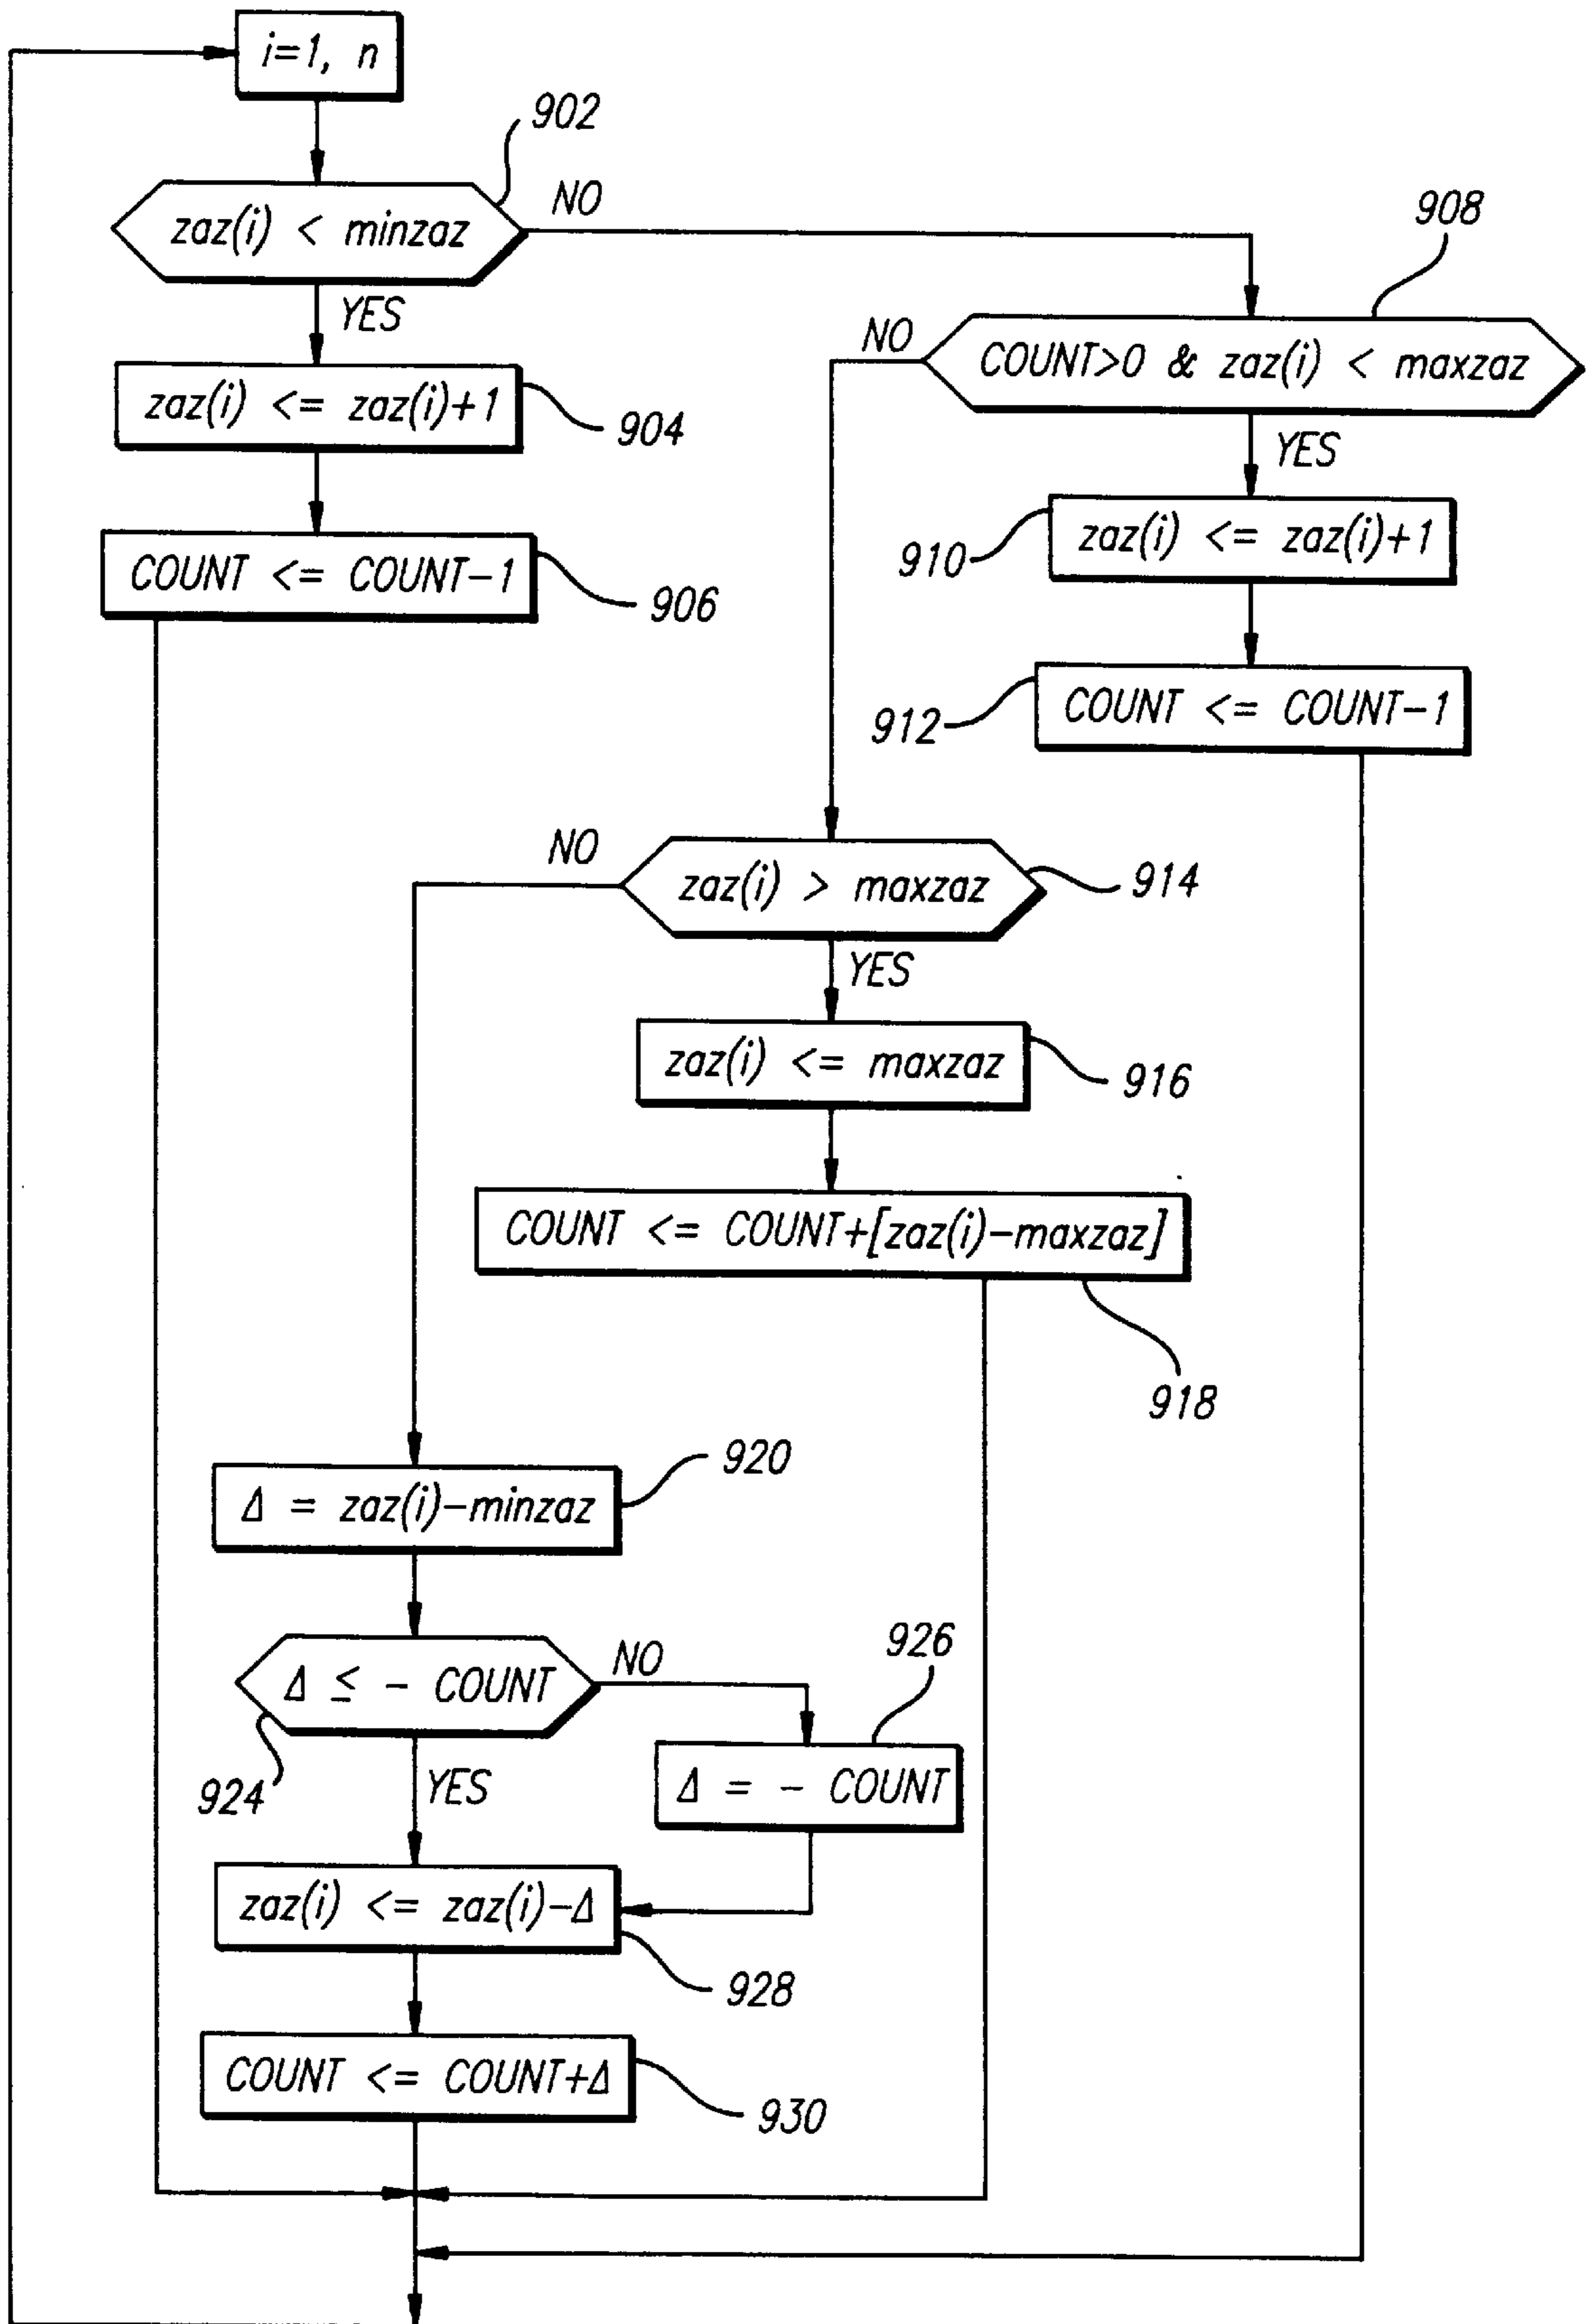 i=1, n
902
zaz(i) < minzaz
NO
908
YES
NO
COUNT>0 & zaz(i) < maxzaz
zaz(i) <= zaz(i)+1
904
YES
910
zaz(i) <= zaz(i)+1
COUNT <= COUNT-1
906
912
COUNT <= COUNT-1
NO
zaz(i) > maxzaz
914
YES
zaz(i) <= maxzaz
916
COUNT <= COUNT+[zaz(i)-maxzaz]
918
920
Δ = zaz(i)-minzaz
Δ ≤ - COUNT
NO
926
924
YES
Δ = - COUNT
zaz(i) <= zaz(i)-Δ
928
COUNT <= COUNT+Δ
930